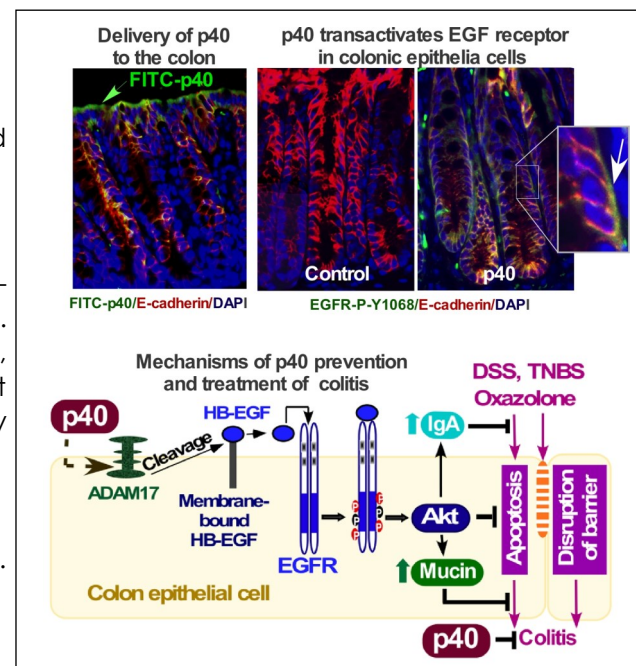 Delivery of p40
to the colon
FITC-p40
FITC-p40/E-cadherin/DAPI
p40 transactivates EGF receptor
in colonic epithelia cells
Control
p40
EGFR-P-Y1068/E-cadherin/DAPI
Mechanisms of p40 prevention
and treatment of colitis
p40
ADAM17
Cleavage
HB-EGF
Membrane-
bound
HB-EGF
EGFR
P
P
P
P
P
P
Akt
IgA
Mucin
DSS, TNBS
Oxazolone
Apoptosis
Disruption
of barrier
Colon epithelial cell
p40
Colitis